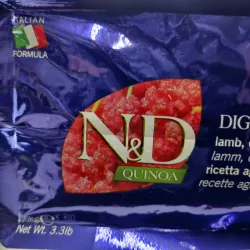 ITALIAN
FORMULA
N&D
QUINOA
DIG
lamb,
lamm,
ricetta a
recette ag
Net Wt. 3.3lb